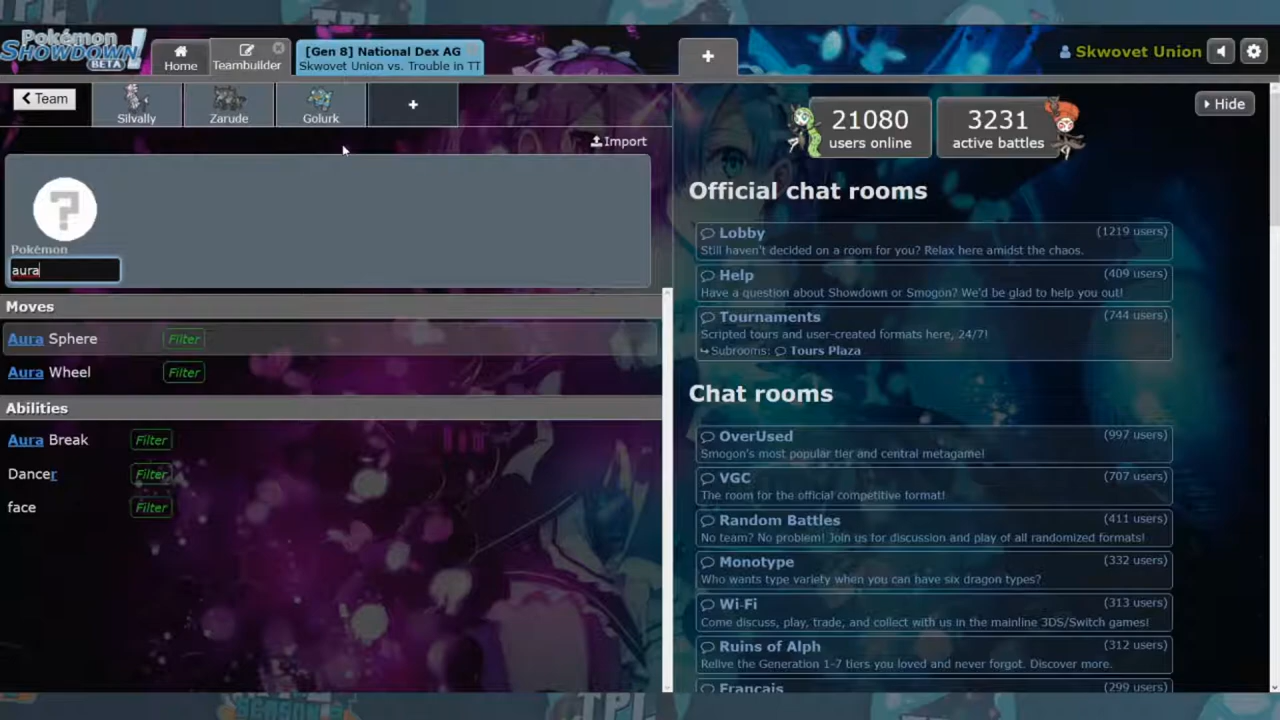 Pokémon
SHOWDOWN!
BETA
Home
Teambuilder
[Gen 8] National Dex AG
Skwovet Union vs. Trouble in TT
+
Skwovet Union
Team
Silvally
Zarude
Golurk
+
Import
?
Pokémon
aura
Moves
Aura Sphere
Filter
Aura Wheel
Filter
Abilities
Aura Break
Filter
Dancer
Filter
face
Filter
21080
users online
3231
active battles
Hide
Official chat rooms
Lobby
(1219 users)
Still haven't decided on a room for you? Relax here amidst the chaos.
Help
(409 users)
Have a question about Showdown or Smogon? We'd be glad to help you out!
Tournaments
(744 users)
Scripted tours and user-created formats here, 24/7!
Subrooms: Tours Plaza
Chat rooms
OverUsed
(997 users)
Smogon's most popular tier and central metagame!
VGC
(707 users)
The room for the official competitive format!
Random Battles
(411 users)
No team? No problem! Join us for discussion and play of all randomized formats!
Monotype
(332 users)
Who wants type variety when you can have six dragon types?
Wi-Fi
(313 users)
Come discuss, play, trade, and collect with us in the mainline 3DS/Switch games!
Ruins of Alph
(312 users)
Relive the Generation 1-7 tiers you loved and never forgot. Discover more.
Français
(299 users)
TPL